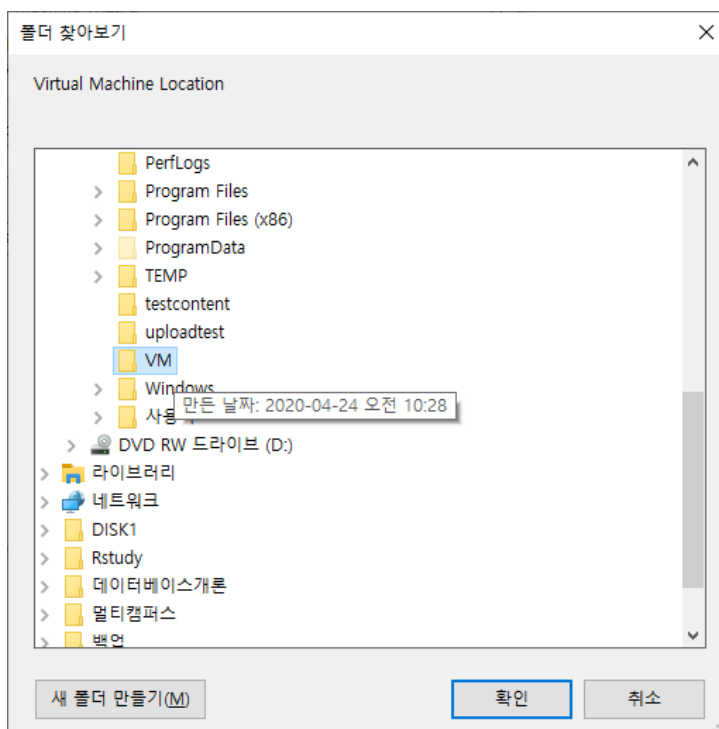 폴더 찾아보기
Virtual Machine Location
PerfLogs
Program Files
Program Files (x86)
ProgramData
TEMP
testcontent
uploadtest
VM
Windows
만든 날짜: 2020-04-24 오전 10:28
DVD RW 드라이브 (D:)
라이브러리
네트워크
DISK1
Rstudy
데이터베이스개론
멀티캠퍼스
백업
새 폴더 만들기(M)
확인
취소